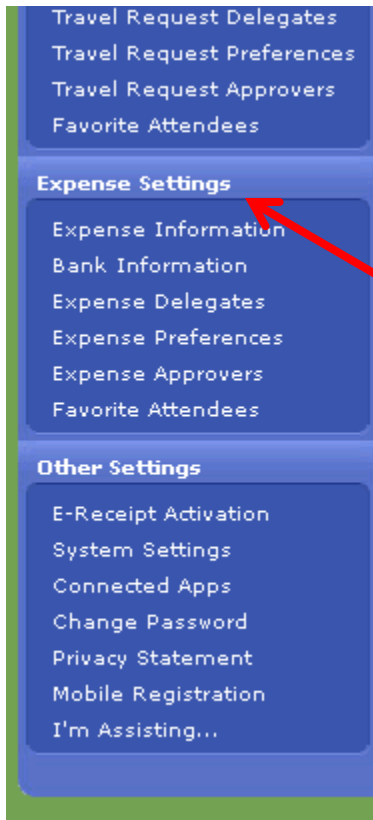 Travel Request Delegates
Travel Request Preferences
Travel Request Approvers
Favorite Attendees
Expense Settings
Expense Information
Bank Information
Expense Delegates
Expense Preferences
Expense Approvers
Favorite Attendees
Other Settings
E-Receipt Activation
System Settings
Connected Apps
Change Password
Privacy Statement
Mobile Registration
I'm Assisting...